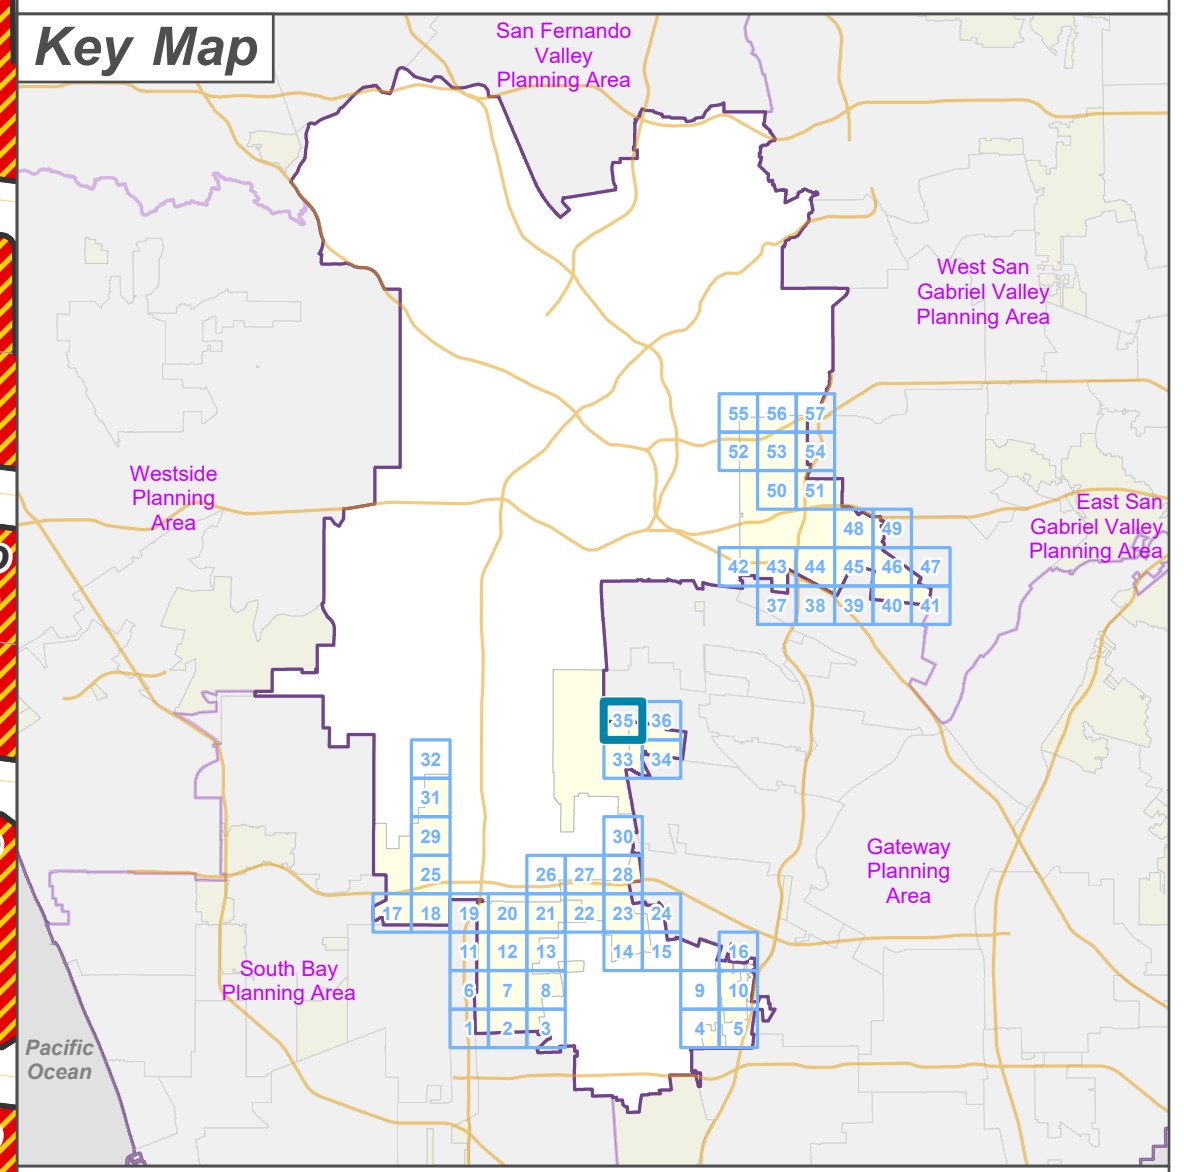 Key Map
San Fernando
Valley
Planning Area
West San
Gabriel Valley
Planning Area
55 56 57
52 53 54
Westside
Planning
Area
50 51
East San
Gabriel Valley
Planning Area
48 49
42 43 44 45 46 47
37 38 39 40 41
35 36
33 34
32
31
29
30
Gateway
Planning
Area
25
26 27 28
17 18 19 20 21 22 23 24
11 12 13
14 15
16
South Bay
Planning Area
6 7 8
9 10
1 2 3
4 5
Pacific
Ocean